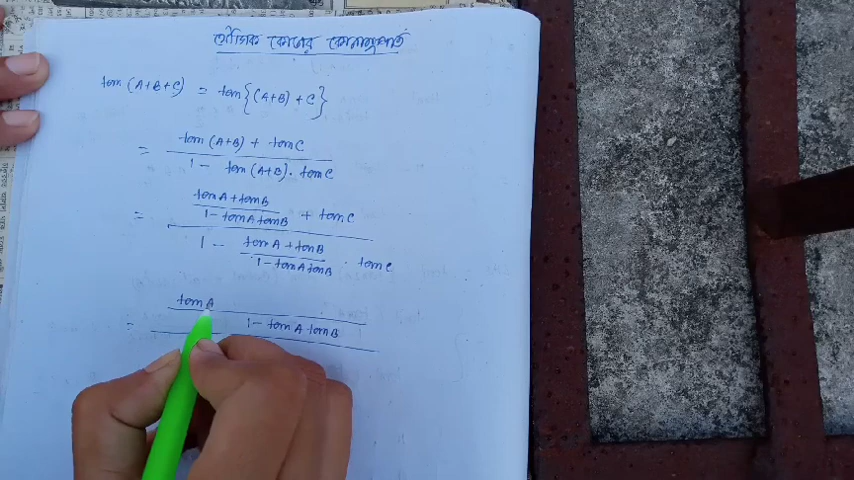 যৌগিক কোণের কোনানুপাত
tan (A+B+C) = tan{(A+B) + C}
= tan (A+B) + tanC
1 - tan (A+B). tanC
= tanA + tanB
1 - tanA tanB + tanC
1 - tanA + tanB
1 - tanA tanB . tanC
= tanA
1 - tanA tanB